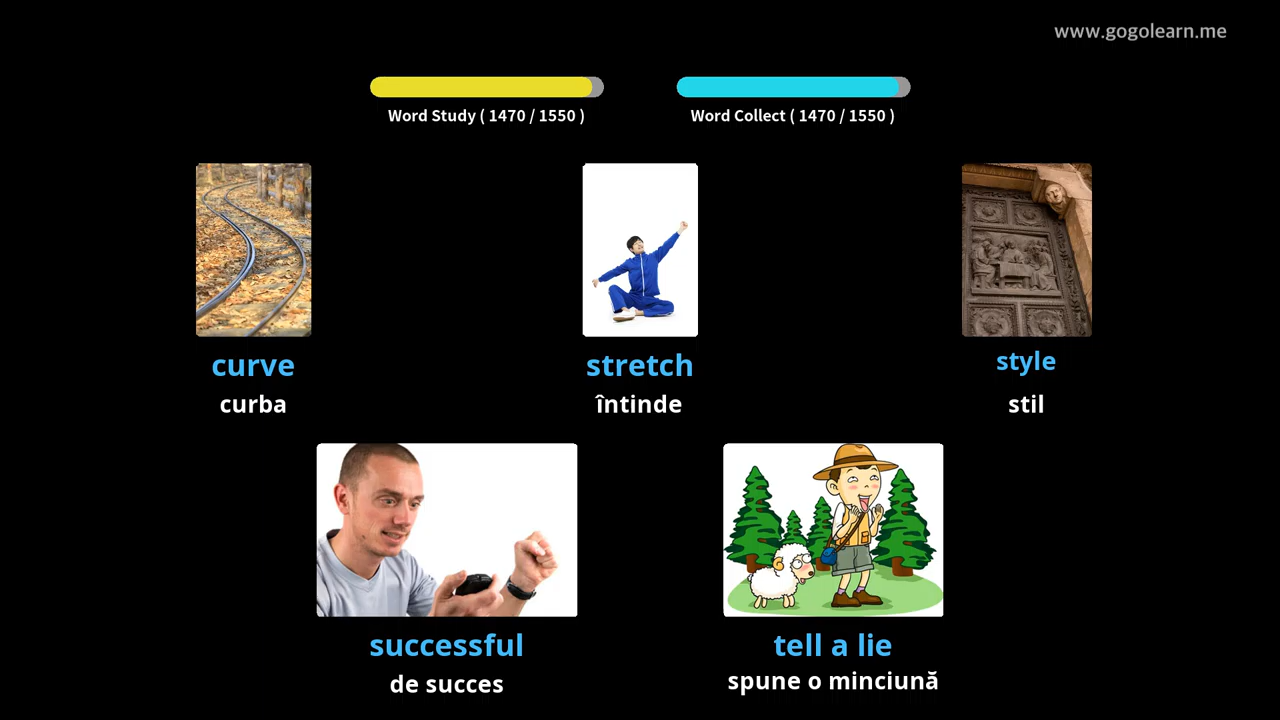 www.gogolearn.me
Word Study ( 1470 / 1550 )
Word Collect ( 1470 / 1550 )
curve
stretch
style
curba
întinde
stil
successful
tell a lie
de succes
spune o minciună